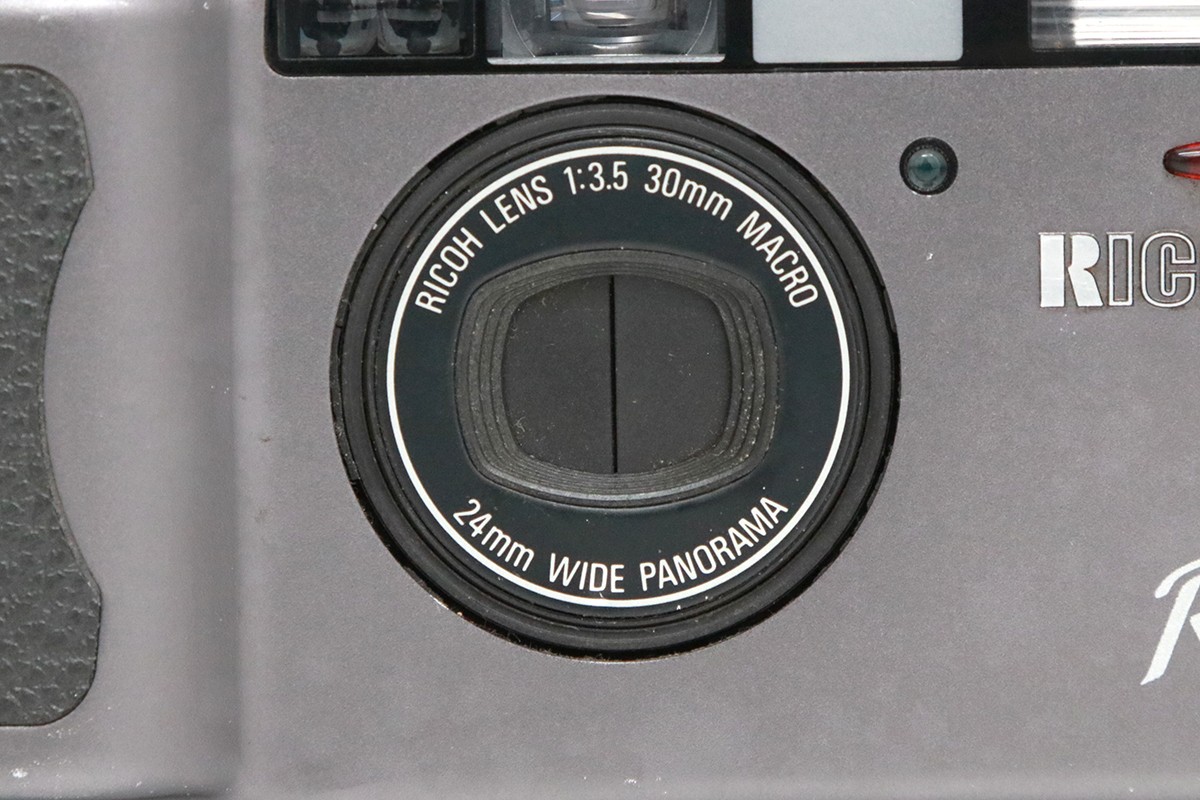 RICOH LENS 1:3.5 30mm MACRO
24mm WIDE PANORAMA
RIC
R